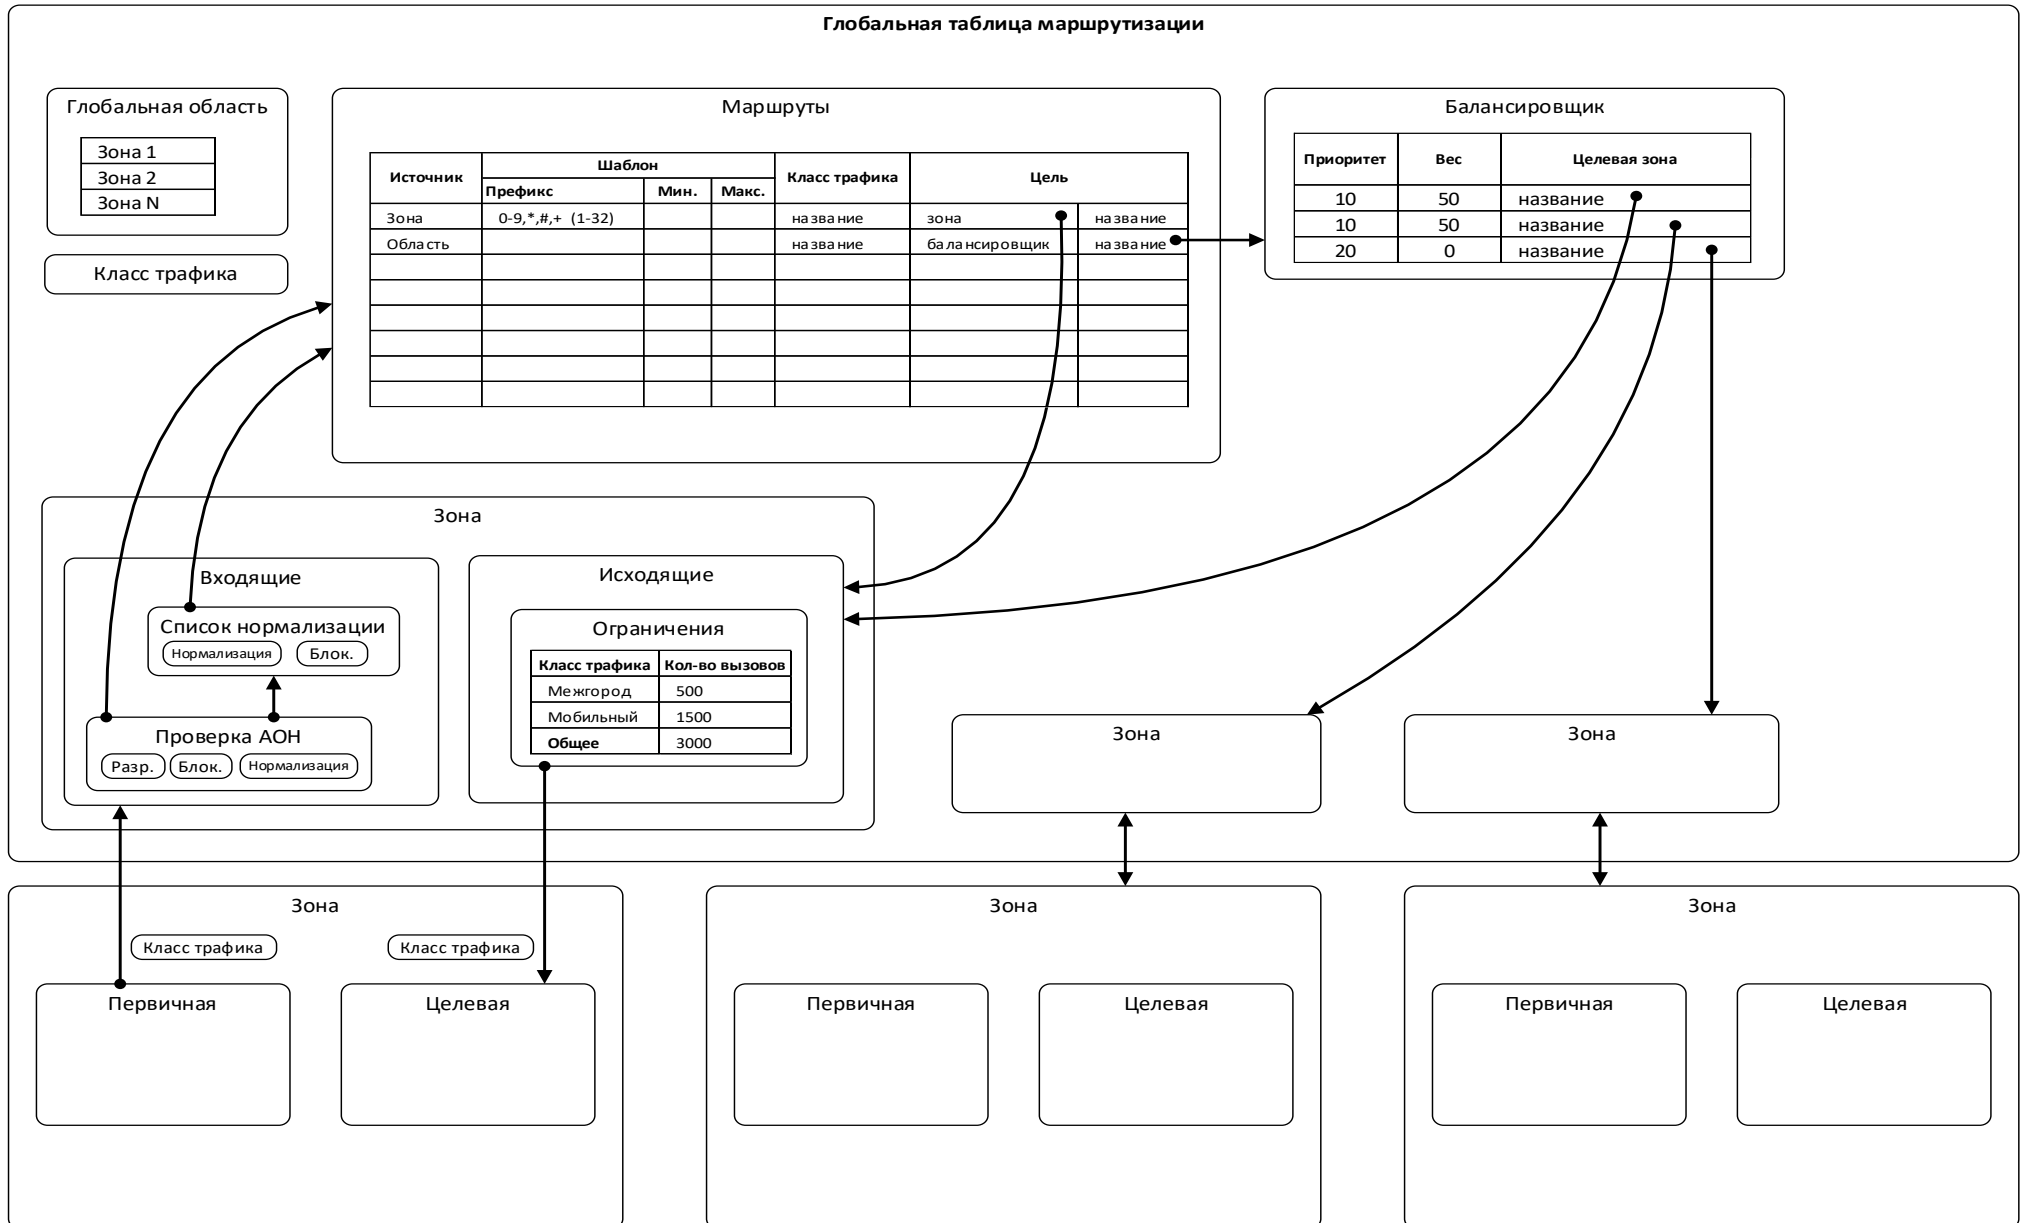 Глобальная таблица маршрутизации
Глобальная область
Зона 1
Зона 2
Зона N
Класс трафика
Маршруты
Источник Шаблон Класс трафика Цель
Префикс Мин. Макс.
Зона 0-9,*,#,+ (1-32) название зона название
Область название балансировщик название
Балансировщик
Приоритет Вес Целевая зона
10 50 название
10 50 название
20 0 название
Зона
Входящие
Список нормализации
Нормализация Блок.
Проверка АОН
Разр. Блок. Нормализация
Исходящие
Ограничения
Класс трафика Кол-во вызовов
Межгород 500
Мобильный 1500
Общее 3000
Зона
Зона
Зона
Класс трафика Класс трафика
Первичная Целевая
Зона
Первичная Целевая
Зона
Первичная Целевая